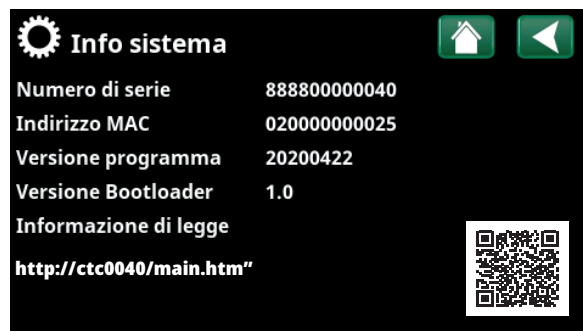 Info sistema
Numero di serie 888800000040
Indirizzo MAC 020000000025
Versione programma 20200422
Versione Bootloader 1.0
Informazione di legge
http://ctc0040/main.htm”